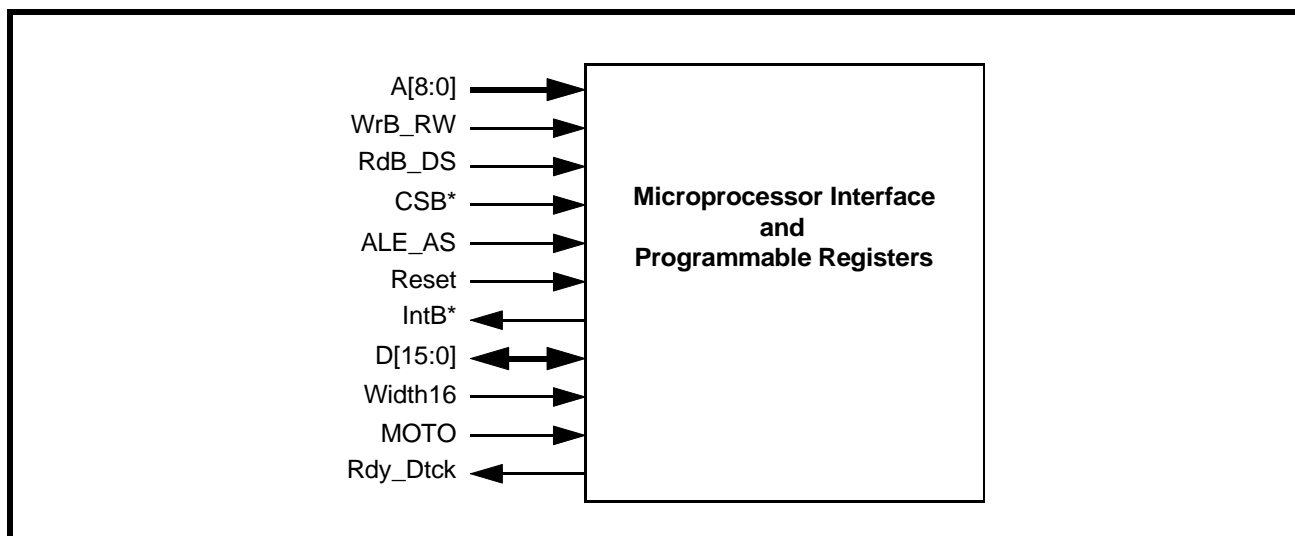 A[8:0]
WrB_RW
RdB_DS
CSB*
ALE_AS
Reset
IntB*
D[15:0]
Width16
MOTO
Rdy_Dtck
Microprocessor Interface
and
Programmable Registers